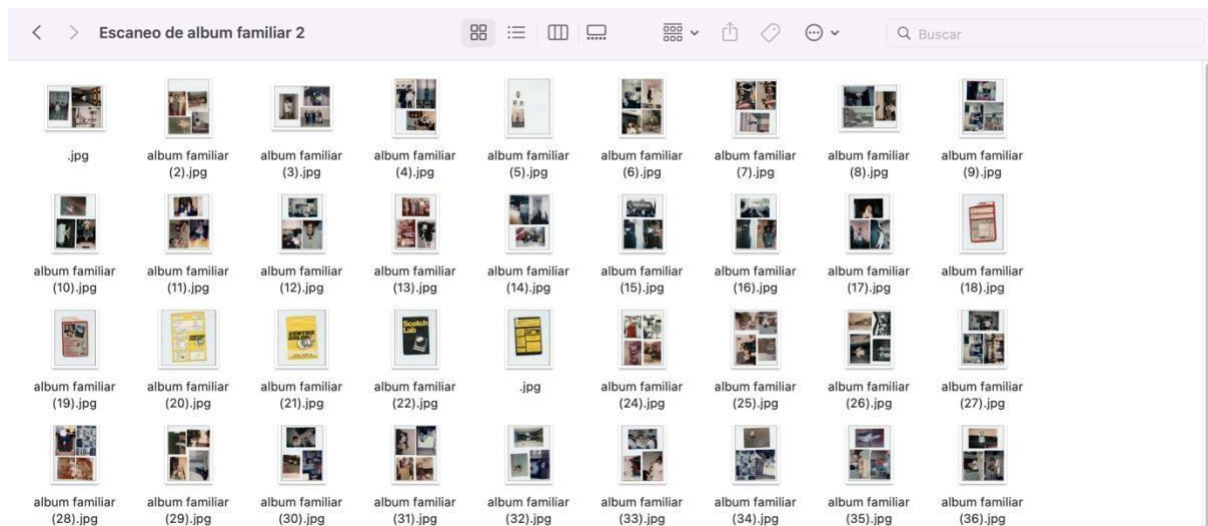 Escaneo de album familiar 2
Buscar
.jpg
album familiar
(2).jpg
album familiar
(3).jpg
album familiar
(4).jpg
album familiar
(5).jpg
album familiar
(6).jpg
album familiar
(7).jpg
album familiar
(8).jpg
album familiar
(9).jpg
album familiar
(10).jpg
album familiar
(11).jpg
album familiar
(12).jpg
album familiar
(13).jpg
album familiar
(14).jpg
album familiar
(15).jpg
album familiar
(16).jpg
album familiar
(17).jpg
album familiar
(18).jpg
CENTRO
COLOR
Scotch
Lab
album familiar
(19).jpg
album familiar
(20).jpg
album familiar
(21).jpg
album familiar
(22).jpg
.jpg
album familiar
(24).jpg
album familiar
(25).jpg
album familiar
(26).jpg
album familiar
(27).jpg
album familiar
(28).jpg
album familiar
(29).jpg
album familiar
(30).jpg
album familiar
(31).jpg
album familiar
(32).jpg
album familiar
(33).jpg
album familiar
(34).jpg
album familiar
(35).jpg
album familiar
(36).jpg